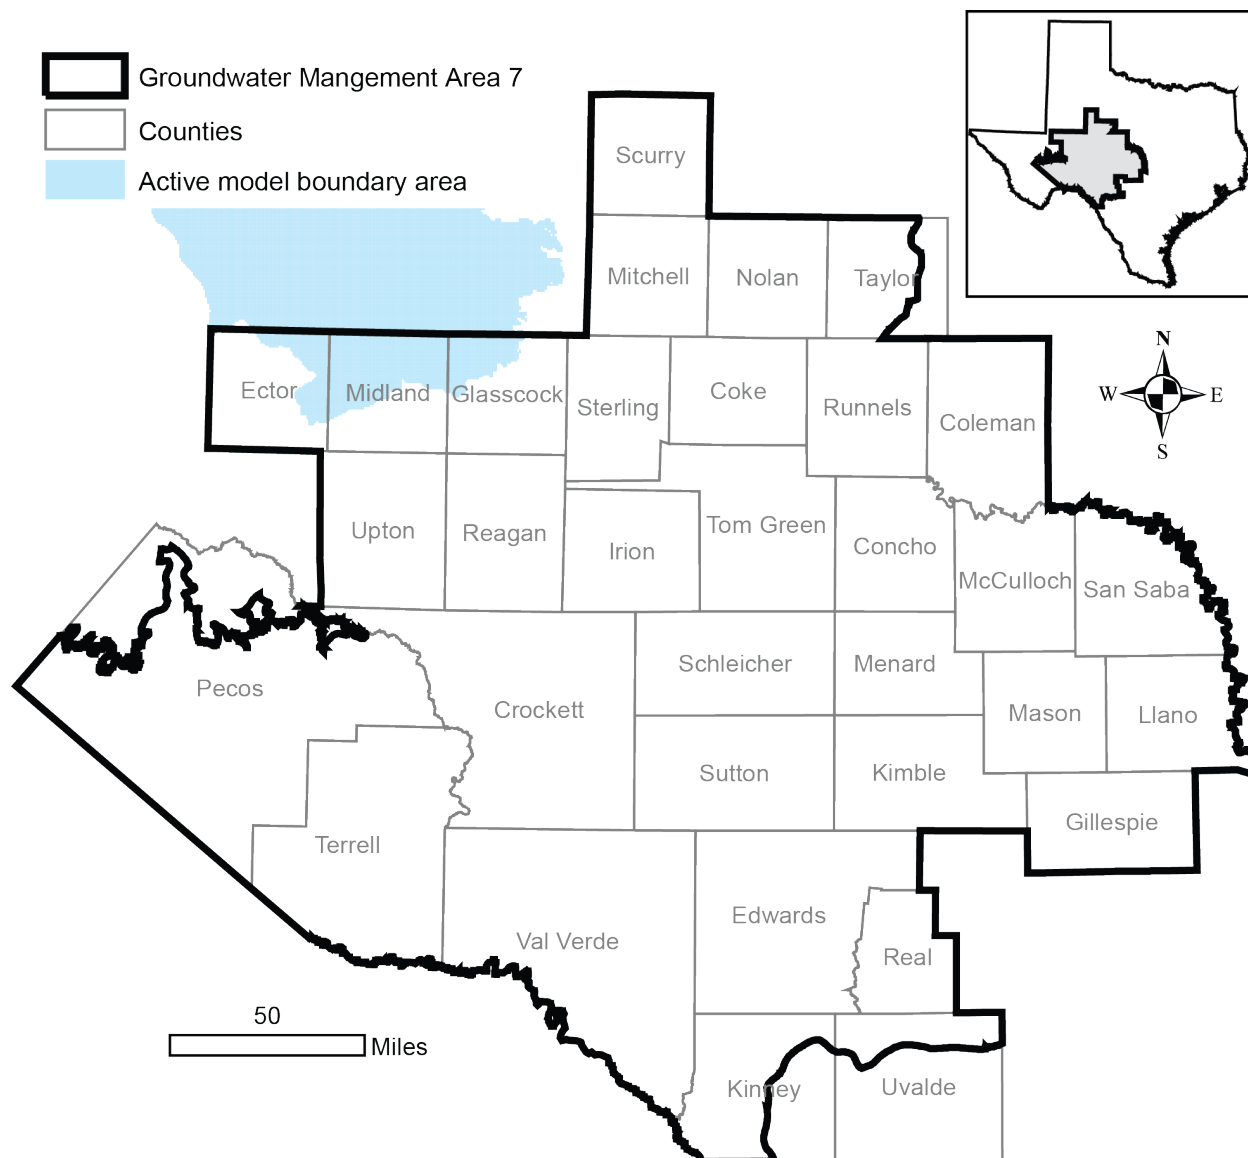 Groundwater Mangement Area 7
Counties
Active model boundary area
Scurry
Mitchell
Nolan
Taylor
N
W
E
S
Ector
Midland
Glasscock
Sterling
Coke
Runnels
Coleman
Upton
Reagan
Irion
Tom Green
Concho
McCulloch
San Saba
Pecos
Crockett
Schleicher
Menard
Mason
Llano
Sutton
Kimble
Gillespie
Terrell
Val Verde
Edwards
Real
50
Miles
Kinney
Uvalde